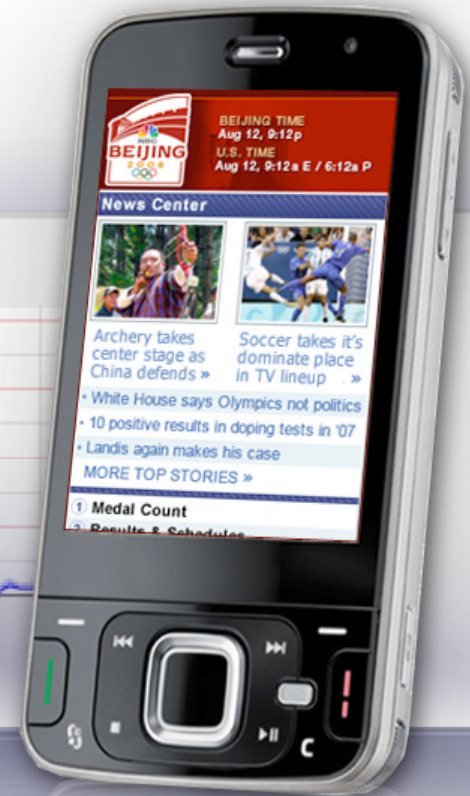 NBC
BEIJING
2008
BEIJING TIME
Aug 12, 9:12p
U.S. TIME
Aug 12, 9:12a E / 6:12a P
News Center
Archery takes
center stage as
China defends »
Soccer takes it's
dominate place
in TV lineup . »
• White House says Olympics not politics
• 10 positive results in doping tests in '07
• Landis again makes his case
MORE TOP STORIES »
1 Medal Count
2 Results & Schedules
C